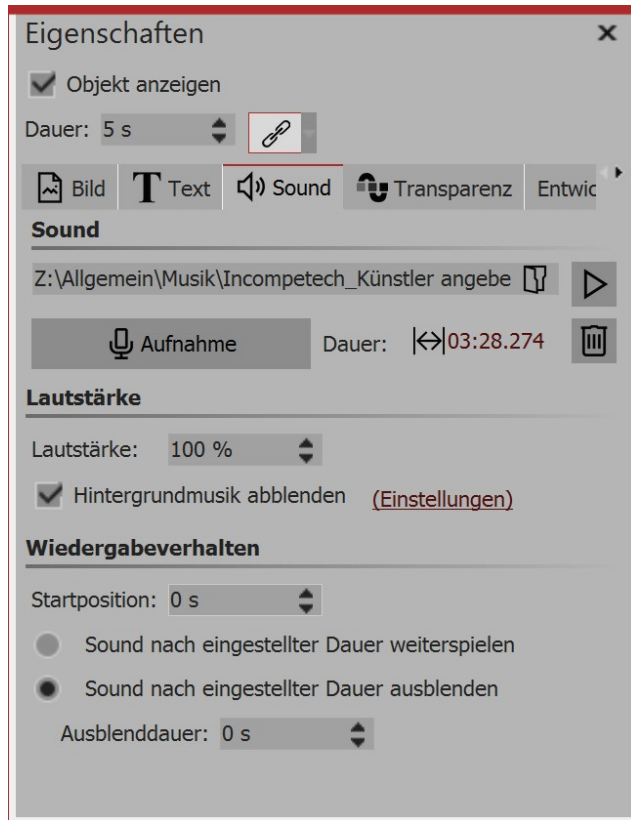 Eigenschaften
Objekt anzeigen
Dauer: 5 s
Bild Text Sound Transparenz Entwic
Sound
Z:\Allgemein\Musik\Incompetech_Künstler angebe
Aufnahme Dauer: 03:28.274
Lautstärke
Lautstärke: 100 %
Hintergrundmusik abblenden (Einstellungen)
Wiedergabeverhalten
Startposition: 0 s
Sound nach eingestellter Dauer weiterspielen
Sound nach eingestellter Dauer ausblenden
Ausblenddauer: 0 s